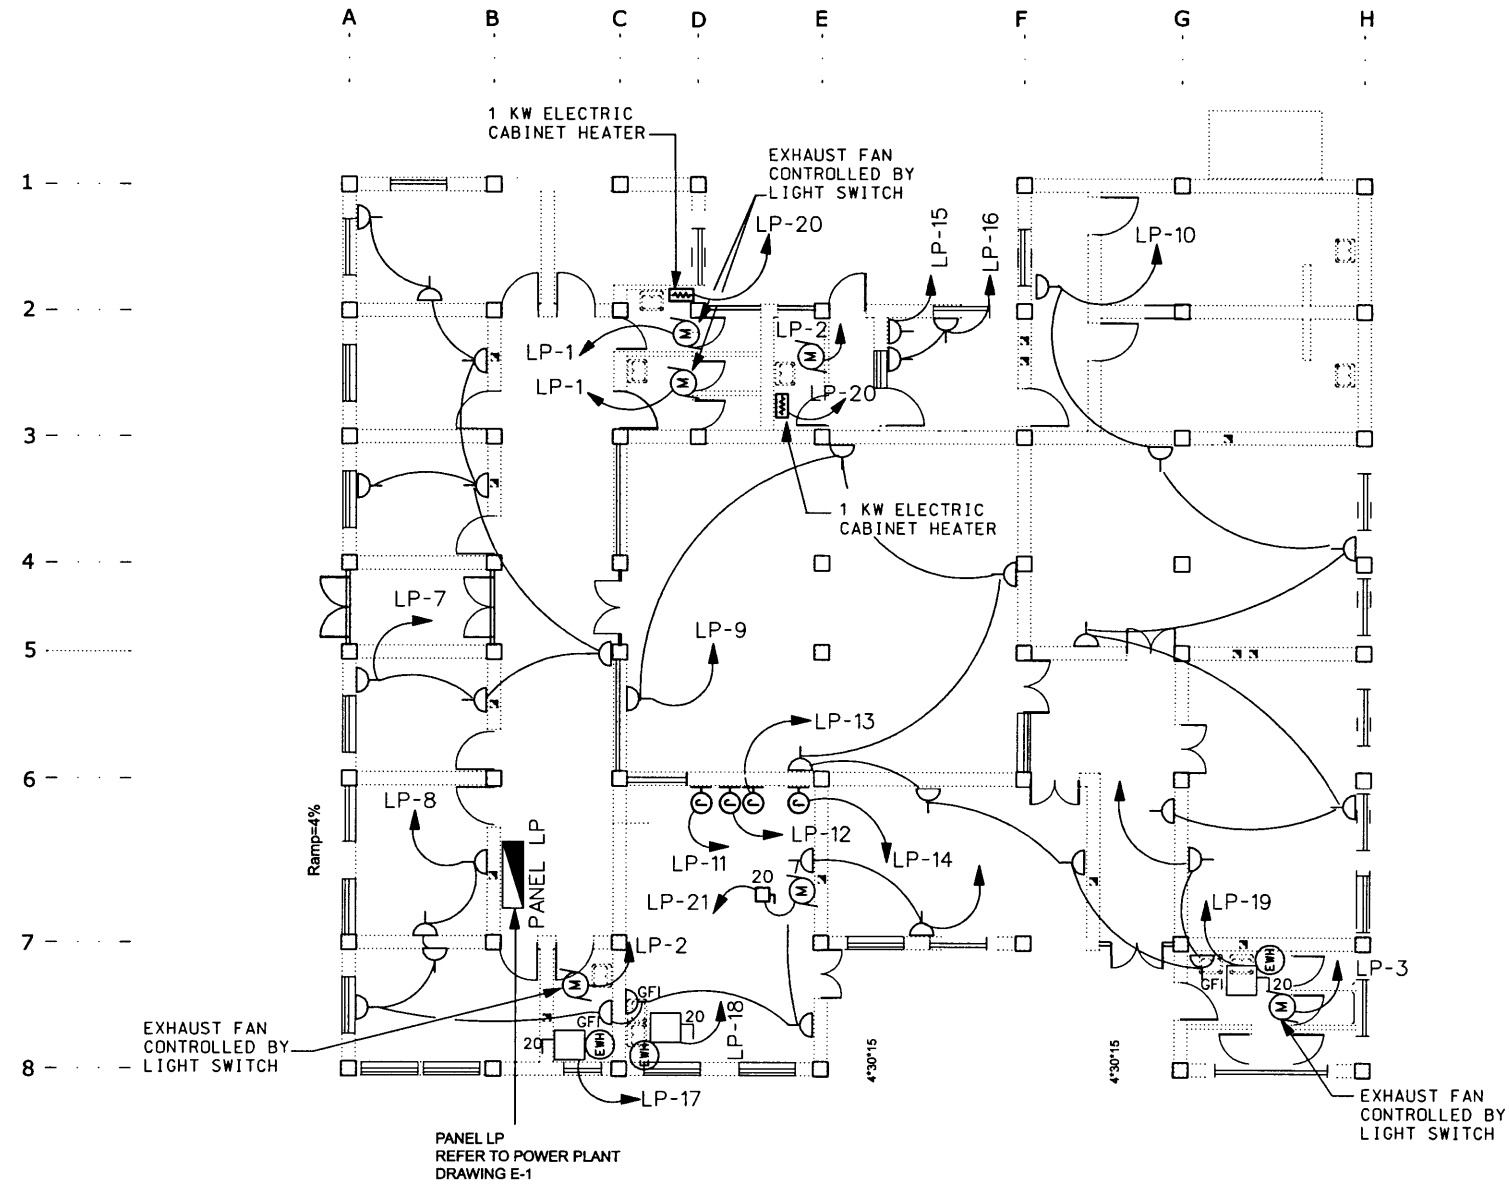 A B C D E F G H
1 KW ELECTRIC
CABINET HEATER
EXHAUST FAN
CONTROLLED BY
LIGHT SWITCH
1
LP-20
LP-15
LP-16
LP-10
2
M
LP-2
LP-1
M
M
LP-1
LP-20
3
1 KW ELECTRIC
CABINET HEATER
4
LP-7
LP-9
5
LP-13
6
LP-8
J J J J
Ramp=4%
PANEL LP
LP-12
LP-11
LP-14
20
LP-21
M
LP-19
7
LP-2
EWH
LP-3
M
GFI
GFI
20
M
EXHAUST FAN
CONTROLLED BY
LIGHT SWITCH
GFI
20
LP-18
20
EWH
EWH
4*30*15
4*30*15
8
LP-17
EXHAUST FAN
CONTROLLED BY
LIGHT SWITCH
PANEL LP
REFER TO POWER PLANT
DRAWING E-1